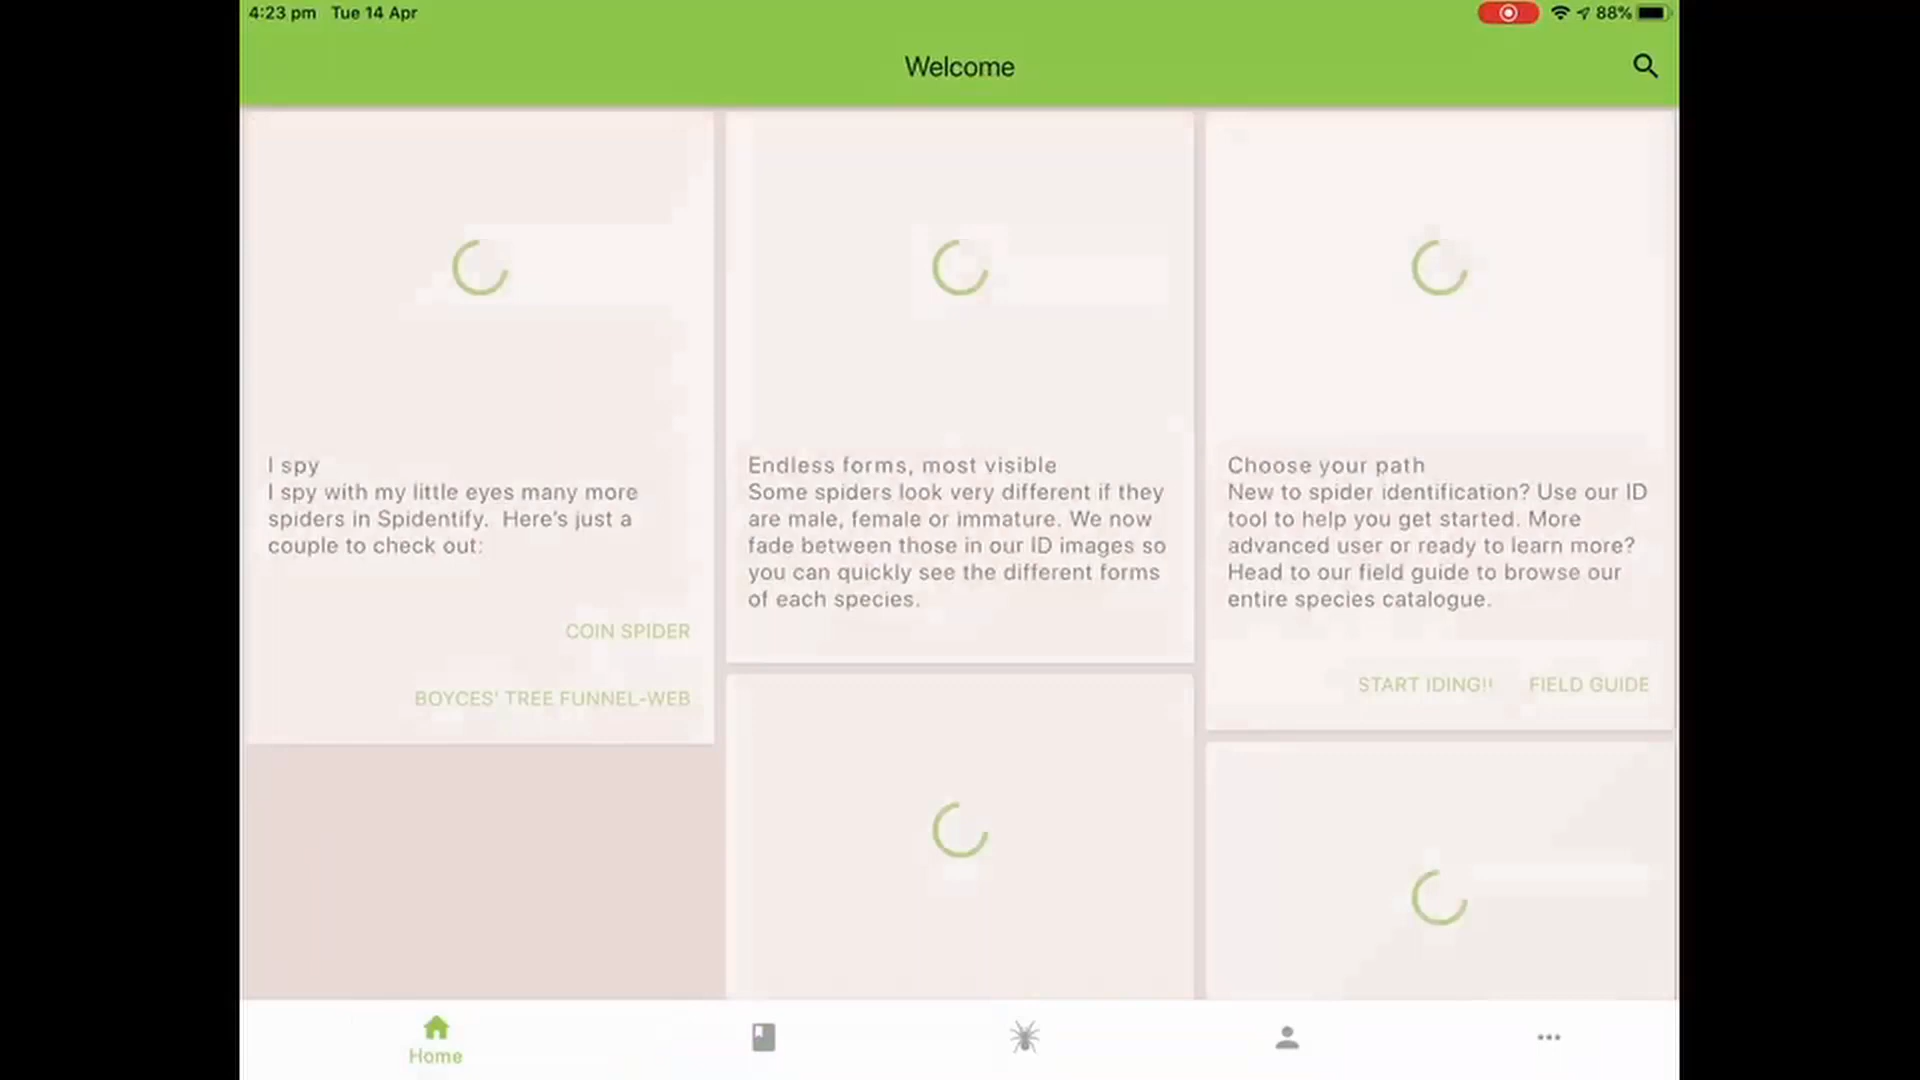 4:23 pm Tue 14 Apr
88%
Welcome
I spy
I spy with my little eyes many more
spiders in Spidentify.  Here's just a
couple to check out:
COIN SPIDER
BOYCES' TREE FUNNEL-WEB
Endless forms, most visible
Some spiders look very different if they
are male, female or immature. We now
fade between those in our ID images so
you can quickly see the different forms
of each species.
Choose your path
New to spider identification? Use our ID
tool to help you get started. More
advanced user or ready to learn more?
Head to our field guide to browse our
entire species catalogue.
START IDING!! FIELD GUIDE
Home